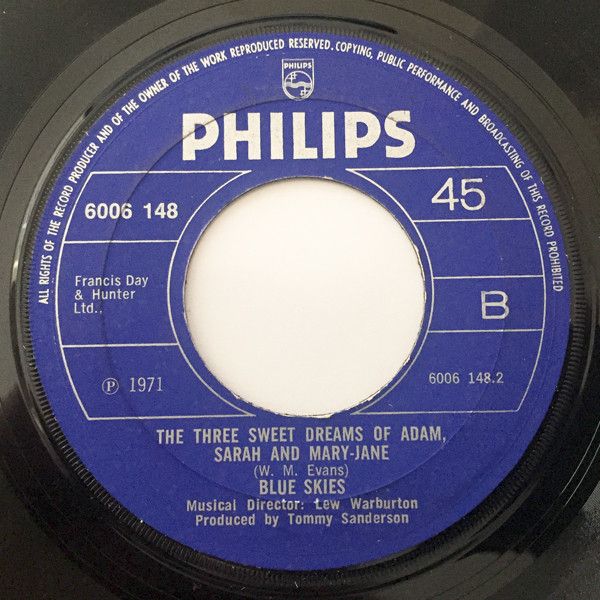 ALL RIGHTS OF THE RECORD PRODUCER AND OF THE OWNER OF THE WORK REPRODUCED RESERVED. COPYING, PUBLIC PERFORMANCE AND BROADCASTING OF THIS RECORD PROHIBITED
PHILIPS
PHILIPS
6006 148
45
Francis Day
& Hunter
Ltd.,
B
℗ 1971
6006 148.2
THE THREE SWEET DREAMS OF ADAM,
SARAH AND MARY-JANE
(W. M. Evans)
BLUE SKIES
Musical Director: Lew Warburton
Produced by Tommy Sanderson